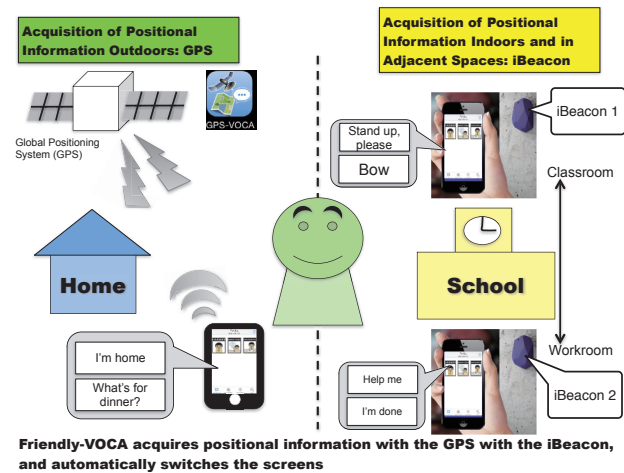 Acquisition of Positional
Information Outdoors: GPS
Acquisition of Positional
Information Indoors and in
Adjacent Spaces: iBeacon
GPS-VOCA
Global Positioning
System (GPS)
Stand up,
please
Bow
iBeacon 1
Classroom
Home
School
I'm home
What's for
dinner?
Help me
I'm done
Workroom
iBeacon 2
Friendly-VOCA acquires positional information with the GPS with the iBeacon,
and automatically switches the screens